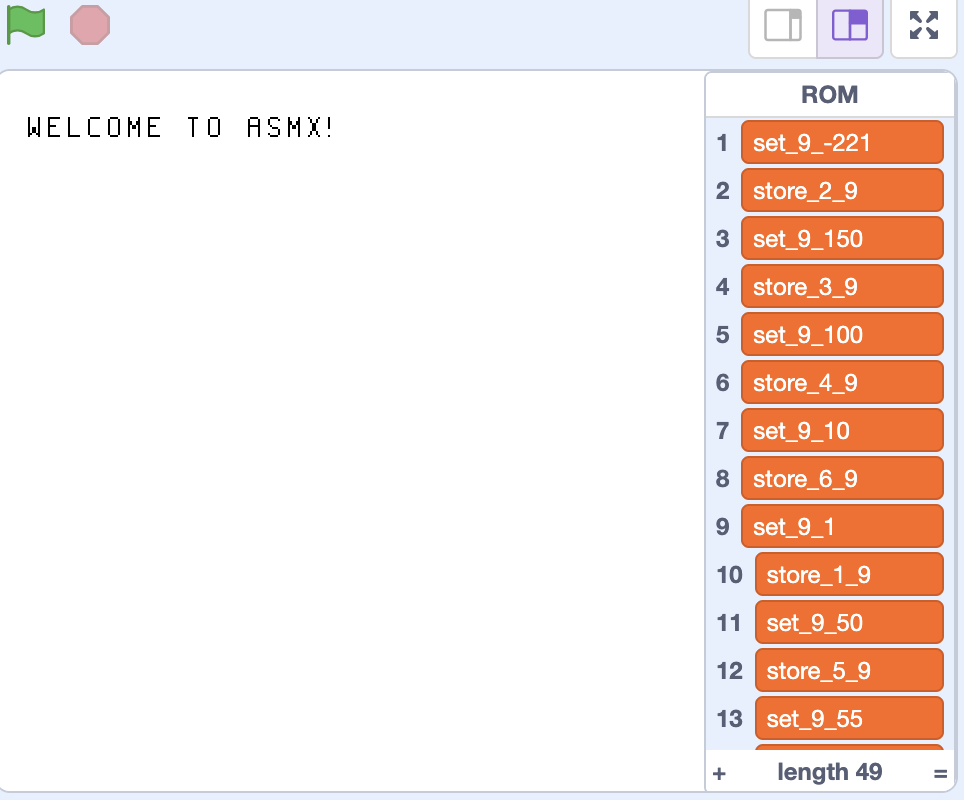 WELCOME TO ASMX!
ROM
1 set_9_-221
2 store_2_9
3 set_9_150
4 store_3_9
5 set_9_100
6 store_4_9
7 set_9_10
8 store_6_9
9 set_9_1
10 store_1_9
11 set_9_50
12 store_5_9
13 set_9_55
+ length 49 =